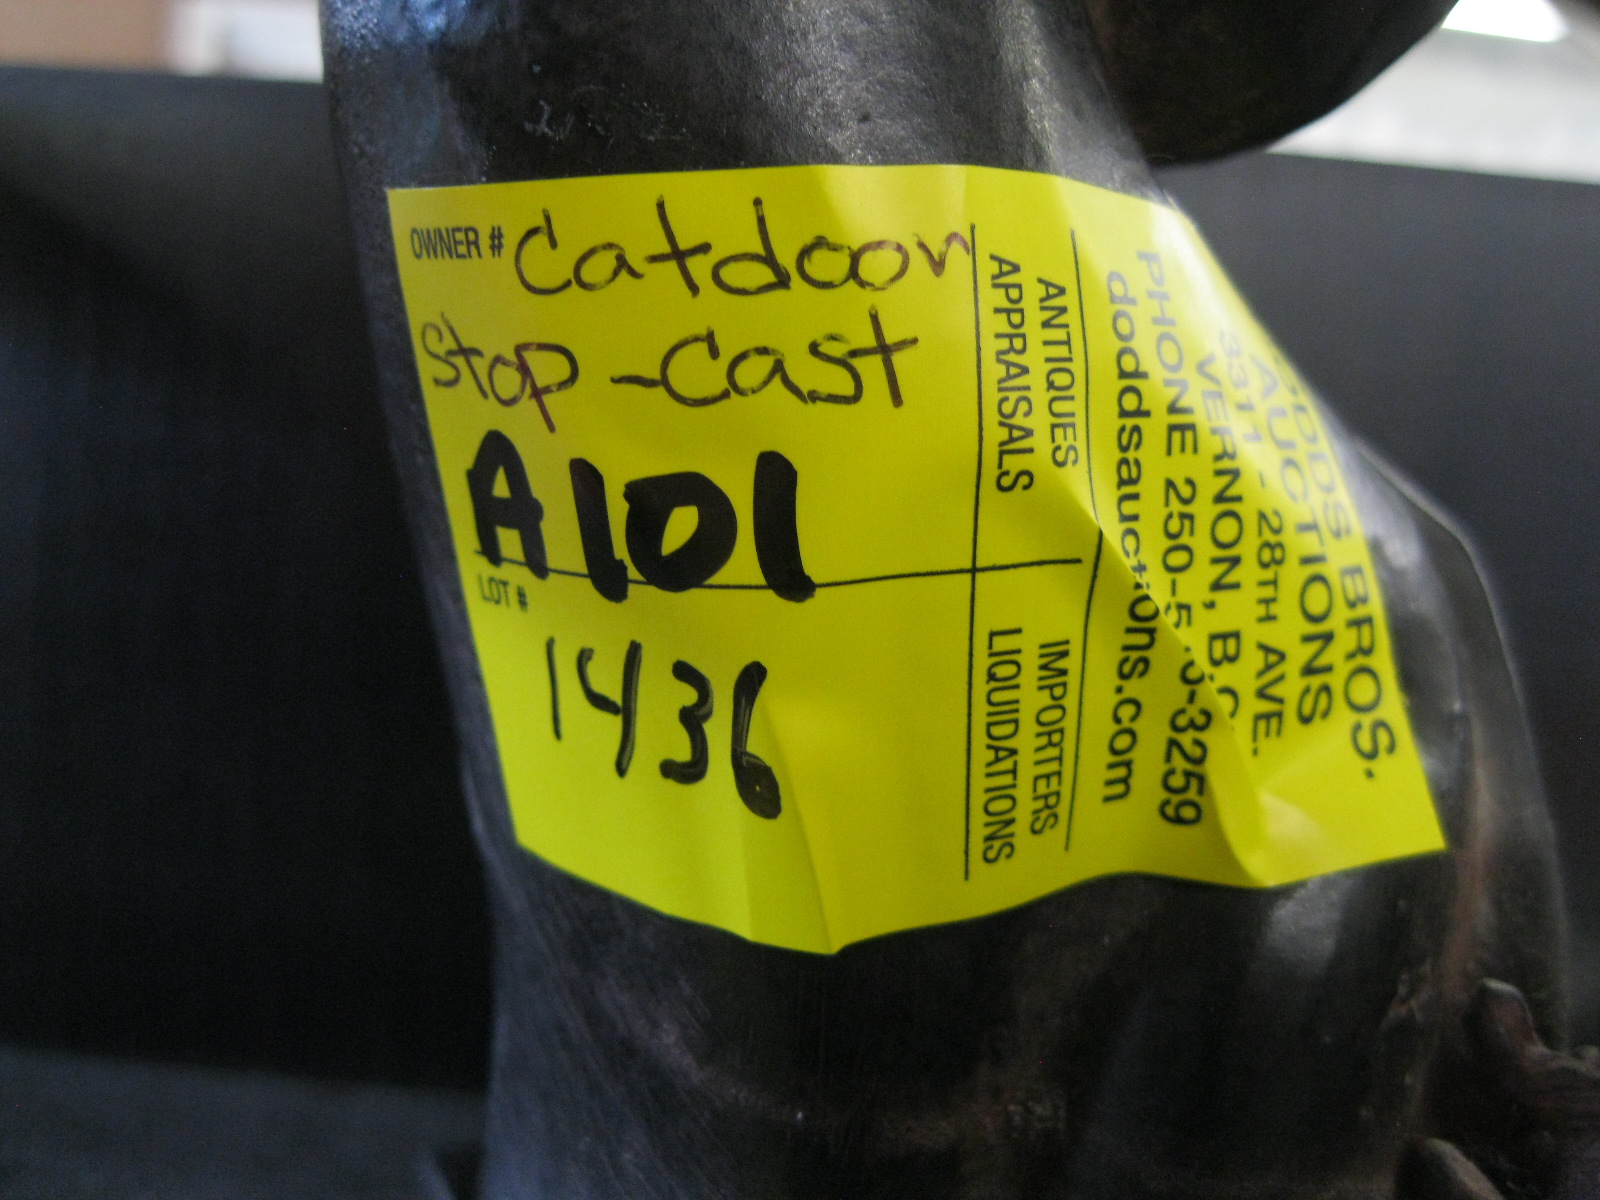 OWNER # Catdoor
stop-cast
A101
LOT #
1436
ANTIQUES
APPRAISALS
IMPORTERS
LIQUIDATIONS
BROS.
AUCTIONS
3311 - 28TH AVE.
VERNON, B.C.
PHONE 250-5 -3259
doddsauctions.com